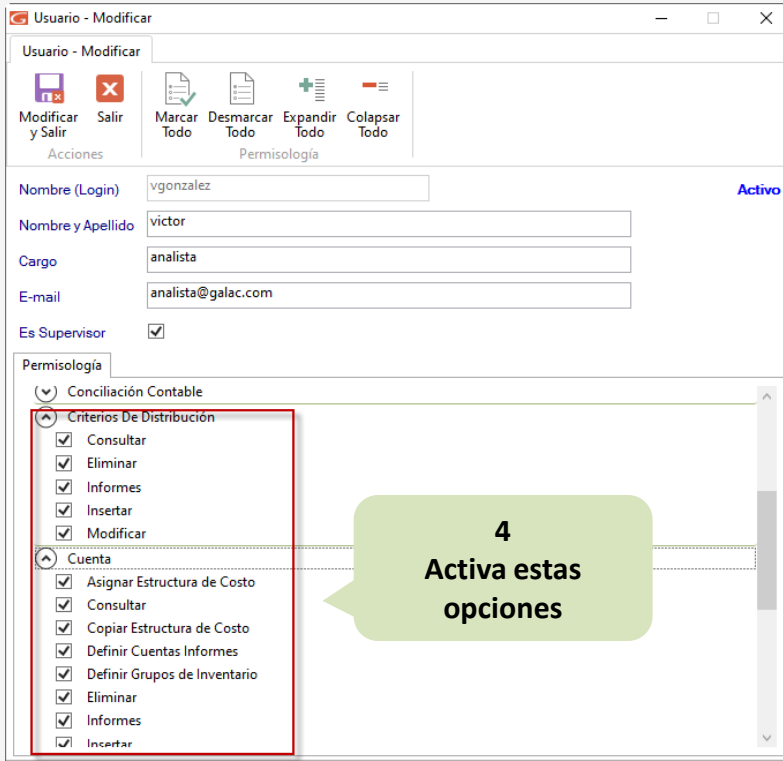 Usuario - Modificar
Usuario - Modificar
Modificar y Salir
Salir
Marcar Todo
Desmarcar Todo
Expandir Todo
Colapsar Todo
Acciones
Permisología
Nombre (Login) vgonzalez Activo
Nombre y Apellido victor
Cargo analista
E-mail analista@galac.com
Es Supervisor
Permisología
Conciliación Contable
Criterios De Distribución
Consultar
Eliminar
Informes
Insertar
Modificar
Cuenta
Asignar Estructura de Costo
Consultar
Copiar Estructura de Costo
Definir Cuentas Informes
Definir Grupos de Inventario
Eliminar
Informes
Insertar
4
Activa estas
opciones